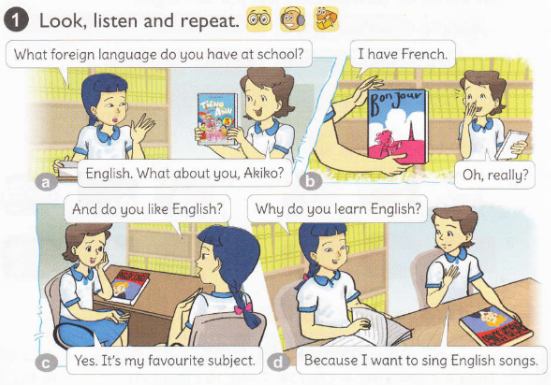 1 Look, listen and repeat.
What foreign language do you have at school?
TIẾNG ANH
a
English. What about you, Akiko?
I have French.
Bonjour
b
Oh, really?
And do you like English?
c
Yes. It's my favourite subject.
Why do you learn English?
d
Because I want to sing English songs.